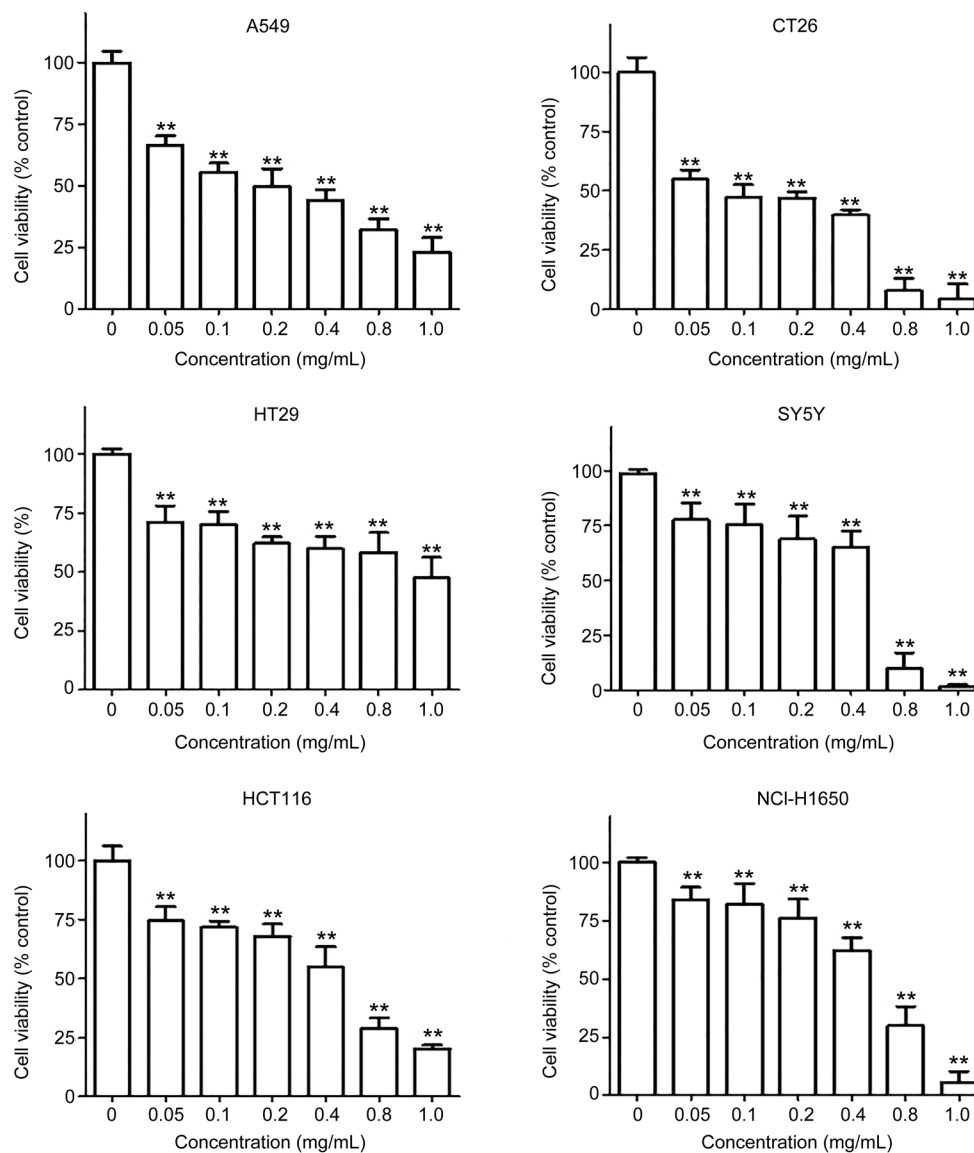 A549
Cell viability (% control)
100
75
50
25
0
**
**
**
**
**
**
0 0.05 0.1 0.2 0.4 0.8 1.0
Concentration (mg/mL)
CT26
Cell viability (% control)
100
75
50
25
0
**
**
**
**
**
**
0 0.05 0.1 0.2 0.4 0.8 1.0
Concentration (mg/mL)
HT29
Cell viability (%)
100
75
50
25
0
**
**
**
**
**
**
0 0.05 0.1 0.2 0.4 0.8 1.0
Concentration (mg/mL)
SY5Y
Cell viability (% control)
100
75
50
25
0
**
**
**
**
**
**
0 0.05 0.1 0.2 0.4 0.8 1.0
Concentration (mg/mL)
HCT116
Cell viability (% control)
100
75
50
25
0
**
**
**
**
**
**
0 0.05 0.1 0.2 0.4 0.8 1.0
Concentration (mg/mL)
NCI-H1650
Cell viability (% control)
100
75
50
25
0
**
**
**
**
**
**
0 0.05 0.1 0.2 0.4 0.8 1.0
Concentration (mg/mL)